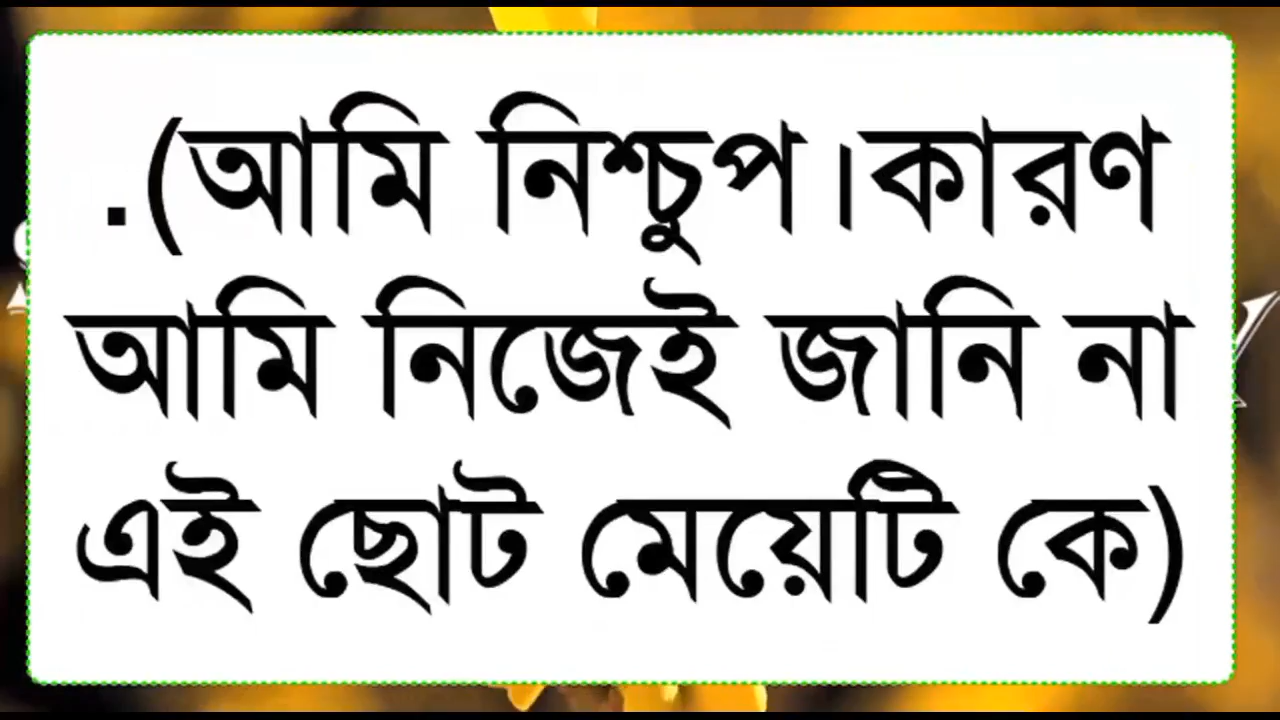 .(আমি নিশ্চুপ।কারণ
আমি নিজেই জানি না
এই ছোট মেয়েটি কে)